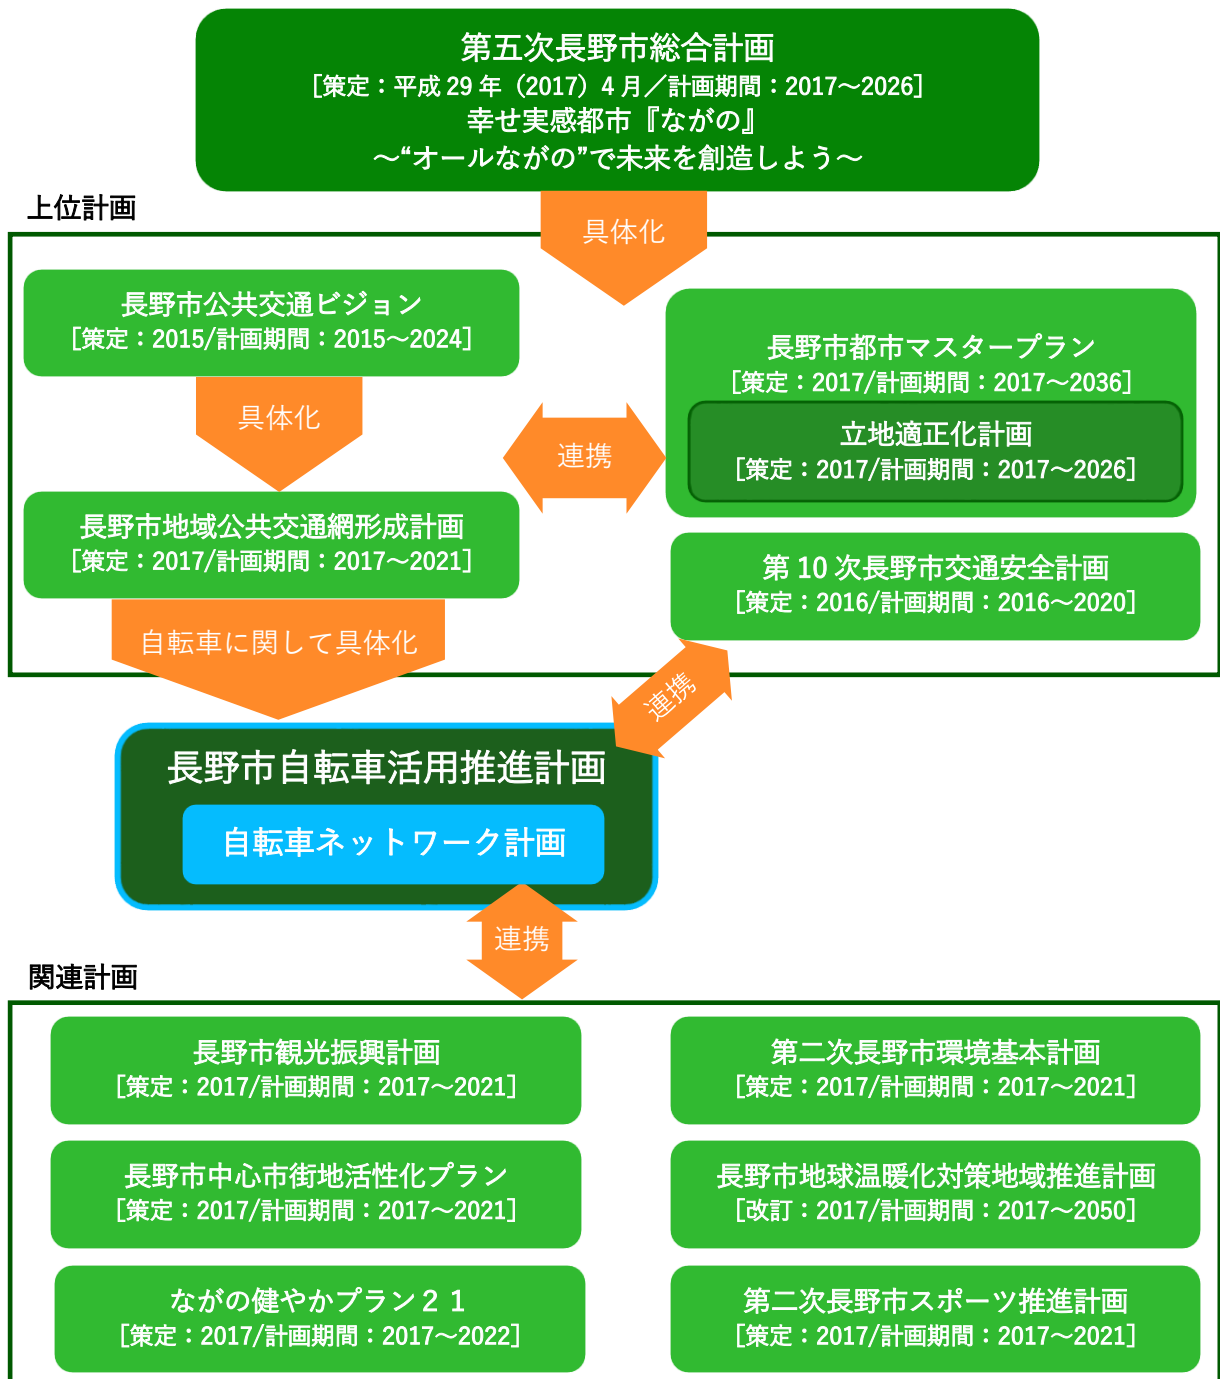 第五次長野市総合計画
[策定：平成 29 年（2017）4 月／計画期間：2017～2026]
幸せ実感都市『ながの』
～“オールながの”で未来を創造しよう～
上位計画
具体化
長野市公共交通ビジョン
[策定：2015/計画期間：2015～2024]
具体化
長野市地域公共交通網形成計画
[策定：2017/計画期間：2017～2021]
自転車に関して具体化
連携
長野市都市マスタープラン
[策定：2017/計画期間：2017～2036]
立地適正化計画
[策定：2017/計画期間：2017～2026]
第 10 次長野市交通安全計画
[策定：2016/計画期間：2016～2020]
連携
長野市自転車活用推進計画
自転車ネットワーク計画
連携
関連計画
長野市観光振興計画
[策定：2017/計画期間：2017～2021]
第二次長野市環境基本計画
[策定：2017/計画期間：2017～2021]
長野市中心市街地活性化プラン
[策定：2017/計画期間：2017～2021]
長野市地球温暖化対策地域推進計画
[改訂：2017/計画期間：2017～2050]
ながの健やかプラン２１
[策定：2017/計画期間：2017～2022]
第二次長野市スポーツ推進計画
[策定：2017/計画期間：2017～2021]